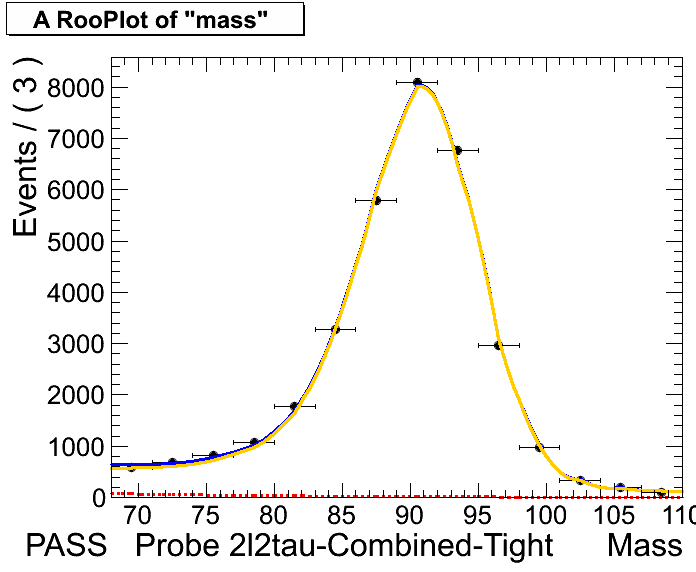 A RooPlot of "mass"
Events / ( 3 )
8000
7000
6000
5000
4000
3000
2000
1000
0
70 75 80 85 90 95 100 105 110
PASS Probe 2l2tau-Combined-Tight Mass